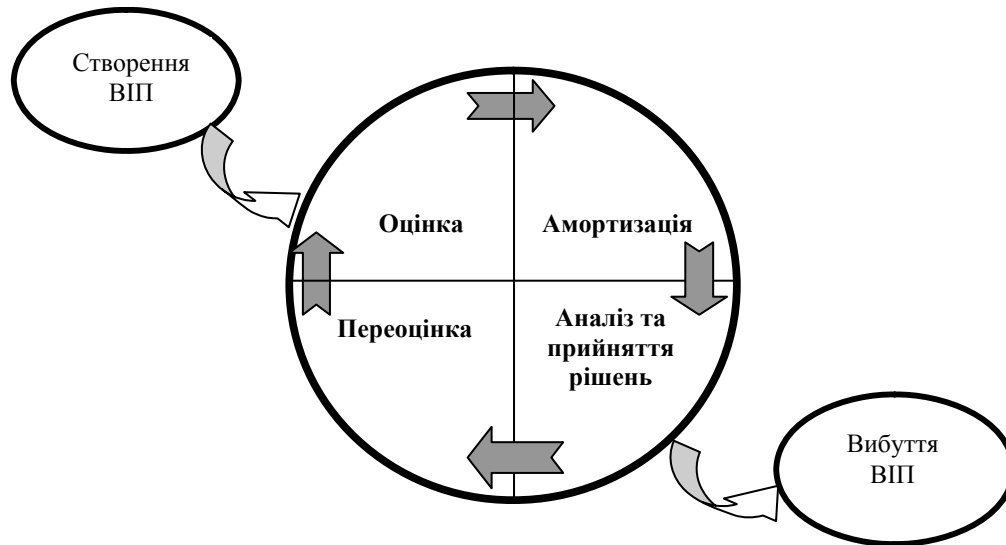 Створення
ВІП
Оцінка
Амортизація
Переоцінка
Аналіз та
прийняття
рішень
Вибуття
ВІП